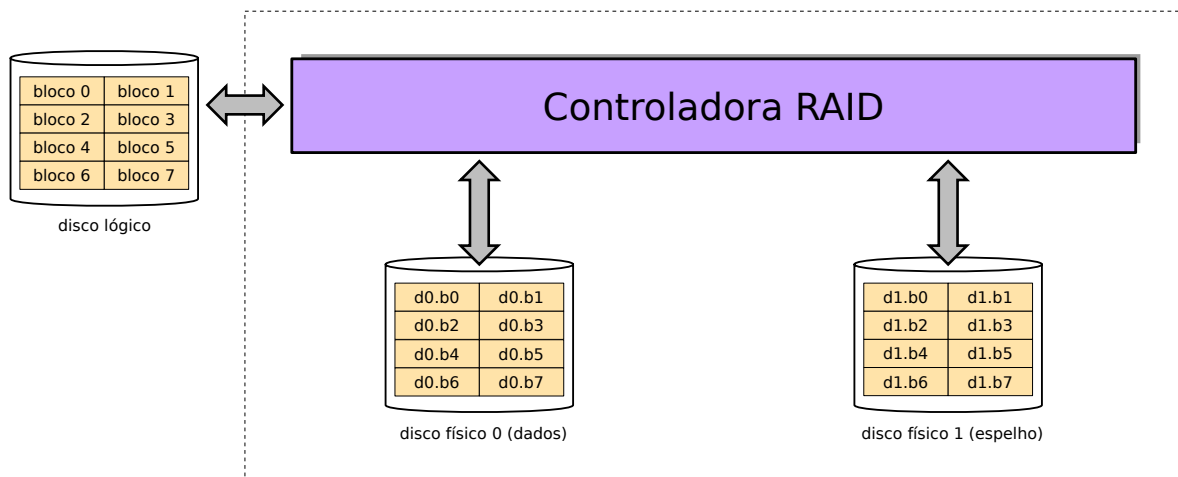 Controladora RAID
bloco 0 bloco 1
bloco 2 bloco 3
bloco 4 bloco 5
bloco 6 bloco 7
disco lógico
d0.b0 d0.b1
d0.b2 d0.b3
d0.b4 d0.b5
d0.b6 d0.b7
disco físico 0 (dados)
d1.b0 d1.b1
d1.b2 d1.b3
d1.b4 d1.b5
d1.b6 d1.b7
disco físico 1 (espelho)